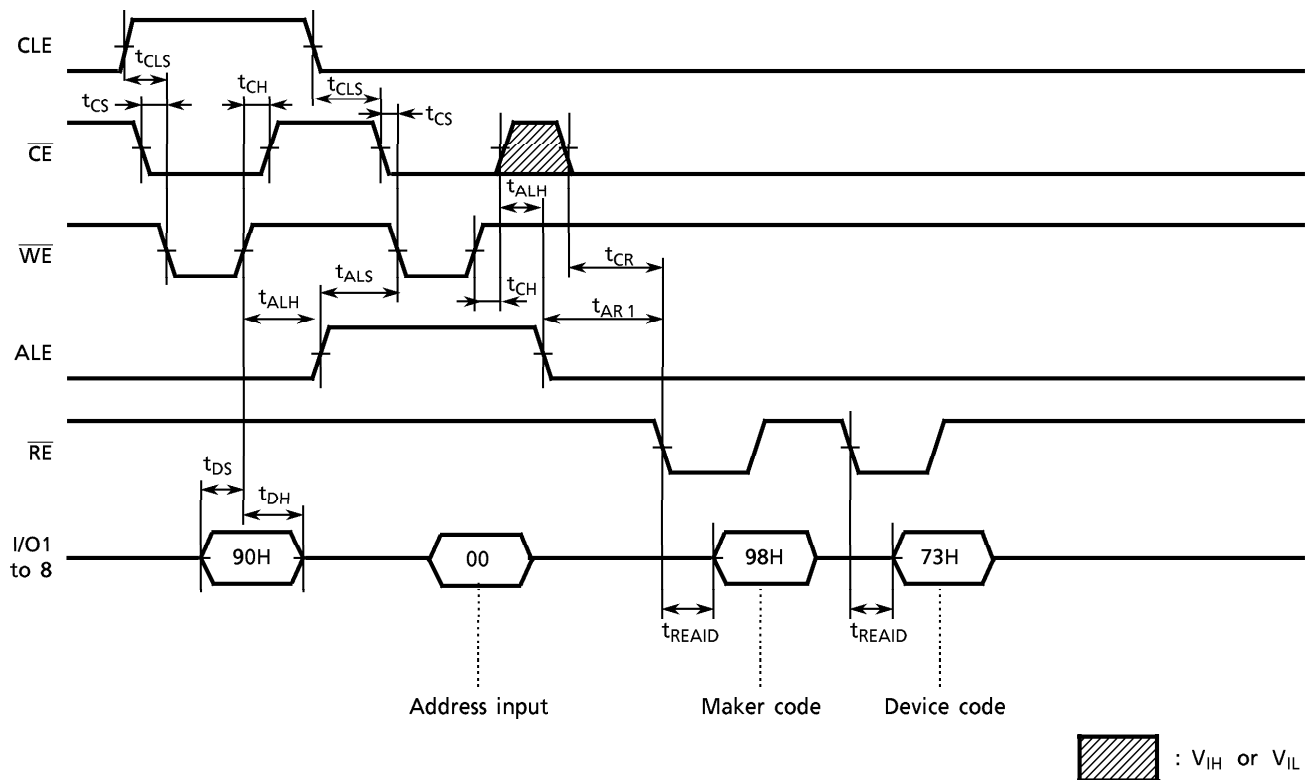 CLE
tCLS
tCH
tCLS
tCS
tCS
CE
tALH
WE
tCR
tALS
tCH
tALH
tAR1
ALE
RE
tDS
tDH
I/O1
to 8
90H
00
98H
73H
tREAID
tREAID
Address input
Maker code
Device code
: VIH or VIL